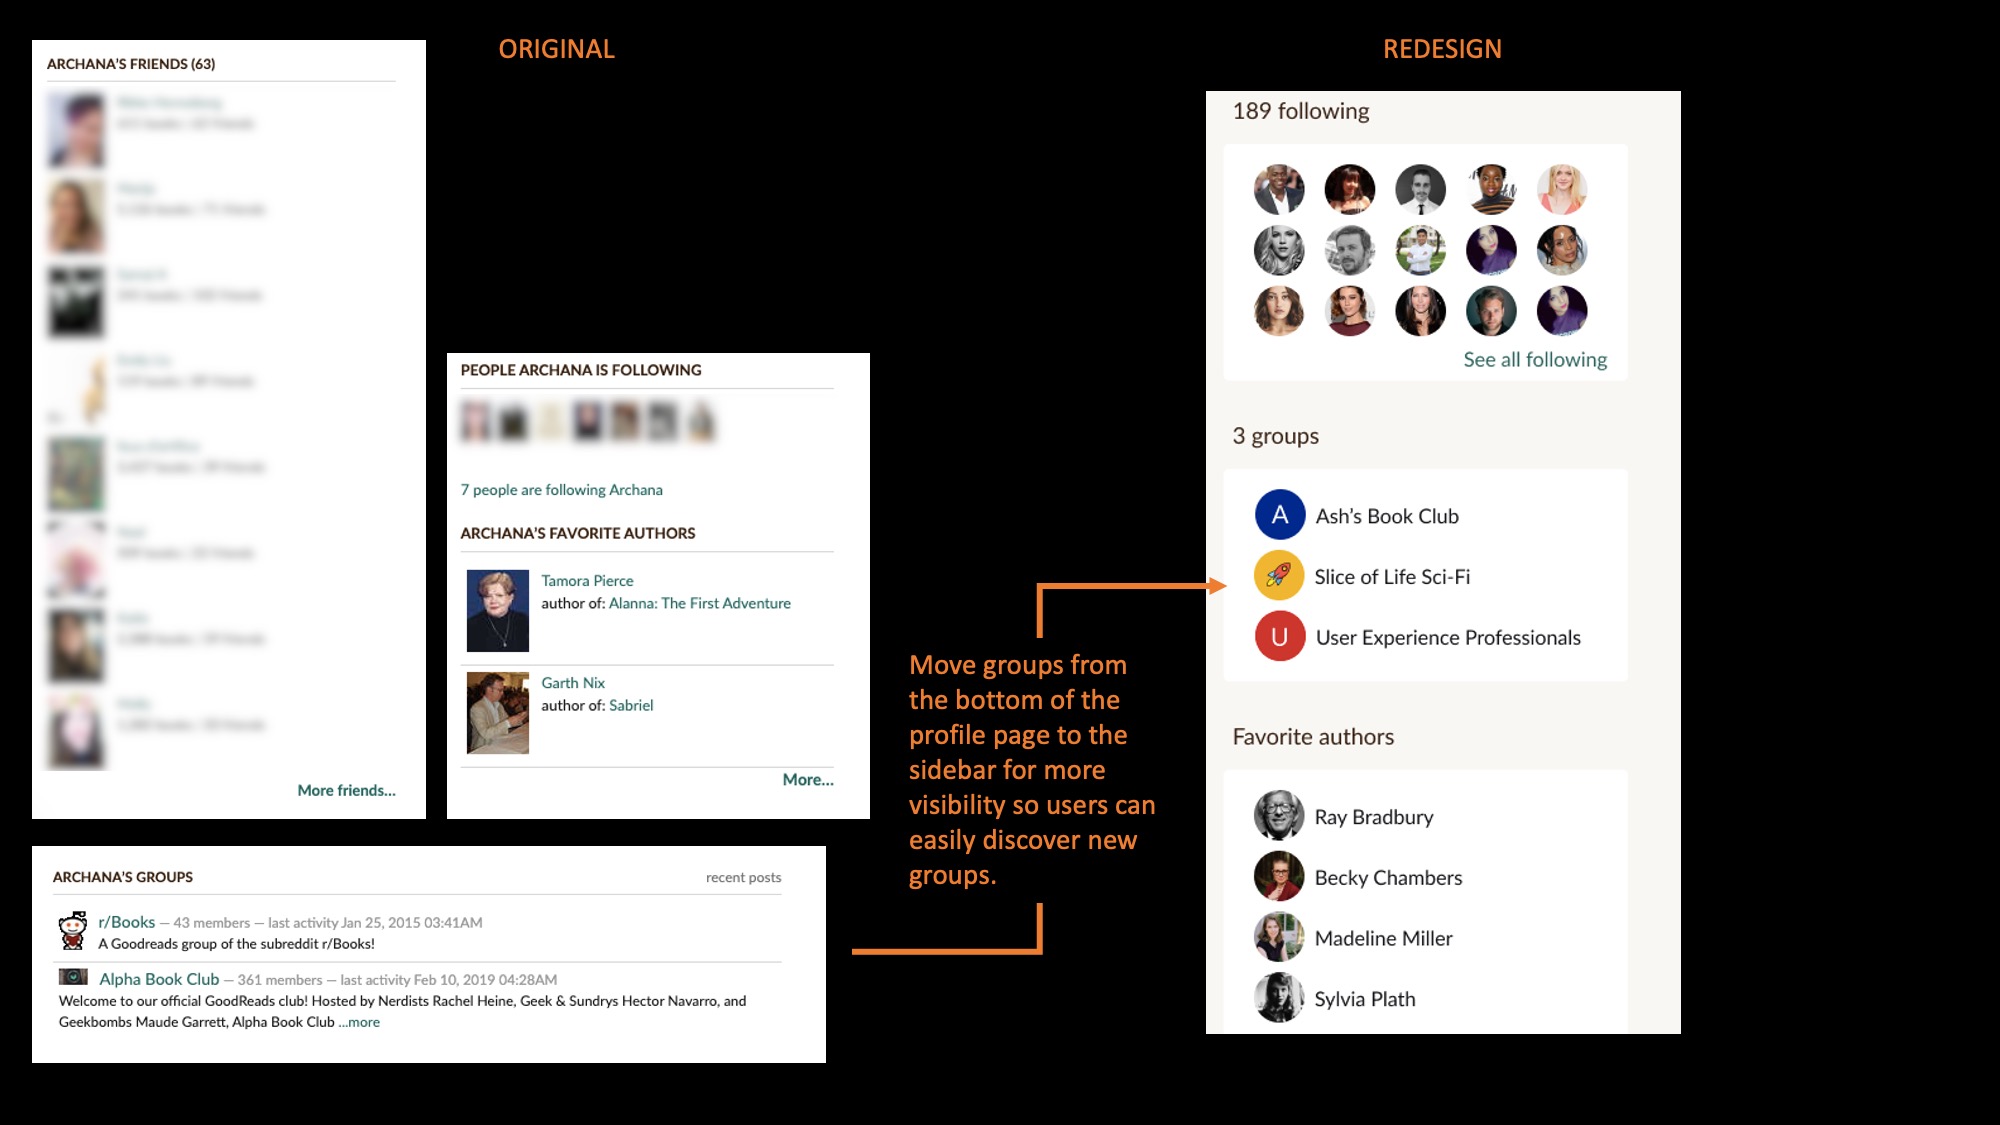 ORIGINAL
REDESIGN
ARCHANA'S FRIENDS (63)
More friends...
PEOPLE ARCHANA IS FOLLOWING
7 people are following Archana
ARCHANA'S FAVORITE AUTHORS
Tamora Pierce
author of: Alanna: The First Adventure
Garth Nix
author of: Sabriel
More...
ARCHANA'S GROUPS
recent posts
r/Books — 43 members — last activity Jan 25, 2015 03:41AM
A Goodreads group of the subreddit r/Books!
Alpha Book Club — 361 members — last activity Feb 10, 2019 04:28AM
Welcome to our official GoodReads club! Hosted by Nerdists Rachel Heine, Geek & Sundrys Hector Navarro, and
Geekbombs Maude Garrett, Alpha Book Club ...more
Move groups from
the bottom of the
profile page to the
sidebar for more
visibility so users can
easily discover new
groups.
189 following
See all following
3 groups
A Ash's Book Club
Slice of Life Sci-Fi
U User Experience Professionals
Favorite authors
Ray Bradbury
Becky Chambers
Madeline Miller
Sylvia Plath